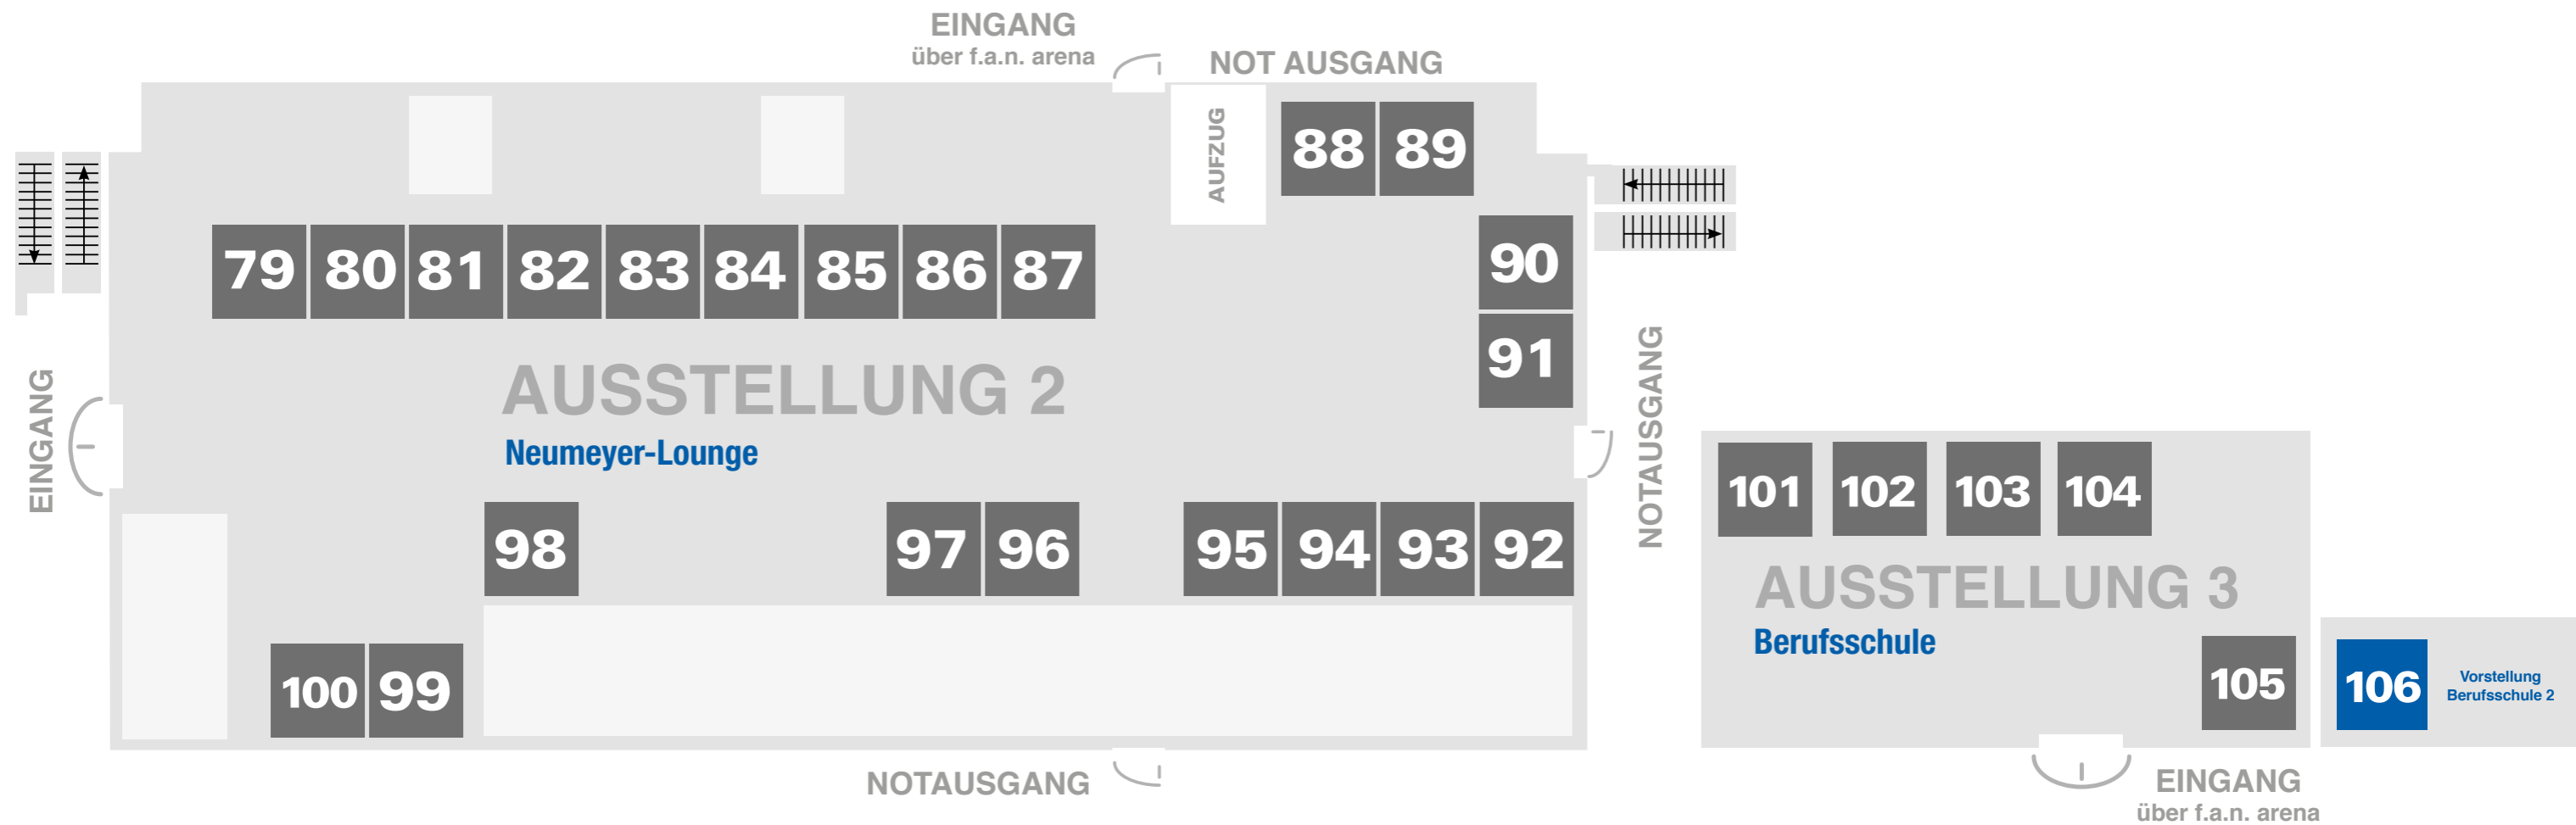 EINGANG
über f.a.n. arena
NOT AUSGANG
AUFZUG
88 89
79 80 81 82 83 84 85 86 87
90
91
EINGANG
AUSSTELLUNG 2
Neumeyer-Lounge
NOTAUSGANG
98 97 96 95 94 93 92
100 99
NOTAUSGANG
101 102 103 104
AUSSTELLUNG 3
Berufsschule
105
106
Vorstellung
Berufsschule 2
EINGANG
über f.a.n. arena